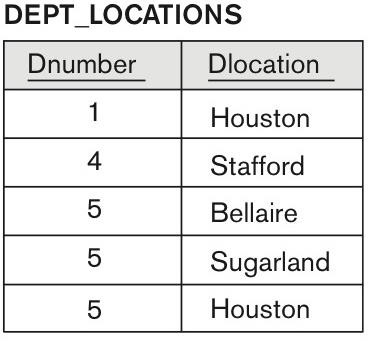 DEPT_LOCATIONS
Dnumber Dlocation
1 Houston
4 Stafford
5 Bellaire
5 Sugarland
5 Houston